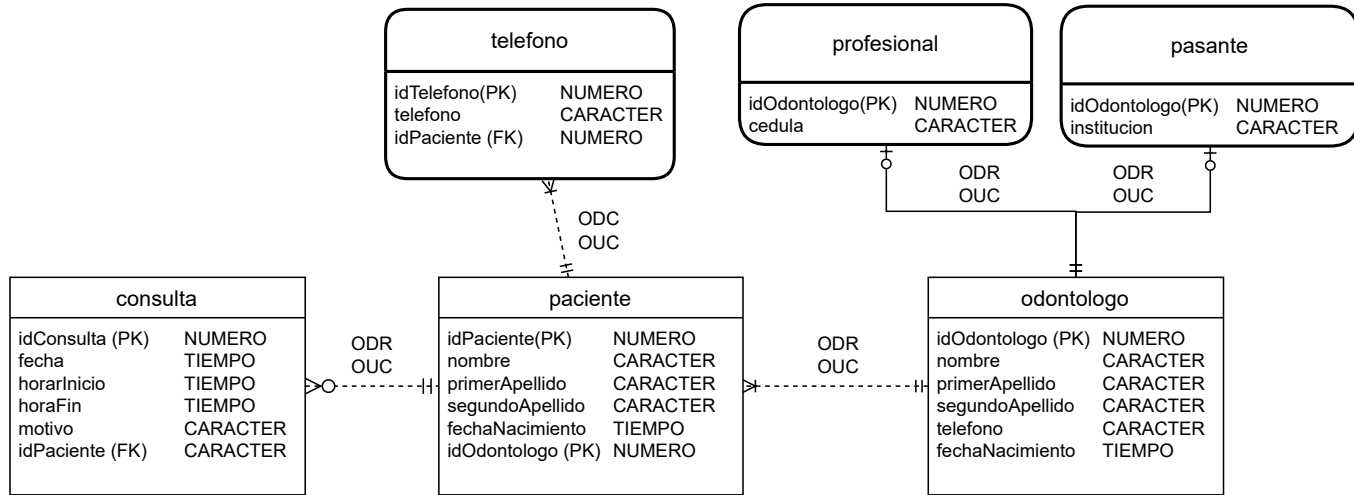 telefono
idTelefono(PK) NUMERO
telefono CARACTER
idPaciente (FK) NUMERO
profesional
idOdontologo(PK) NUMERO
cedula CARACTER
pasante
idOdontologo(PK) NUMERO
institucion CARACTER
ODC
OUC
ODR
OUC
ODR
OUC
consulta
idConsulta (PK) NUMERO
fecha TIEMPO
horarInicio TIEMPO
horaFin TIEMPO
motivo CARACTER
idPaciente (FK) CARACTER
ODR
OUC
paciente
idPaciente(PK) NUMERO
nombre CARACTER
primerApellido CARACTER
segundoApellido CARACTER
fechaNacimiento TIEMPO
idOdontologo (PK) NUMERO
ODR
OUC
odontologo
idOdontologo (PK) NUMERO
nombre CARACTER
primerApellido CARACTER
segundoApellido CARACTER
telefono CARACTER
fechaNacimiento TIEMPO